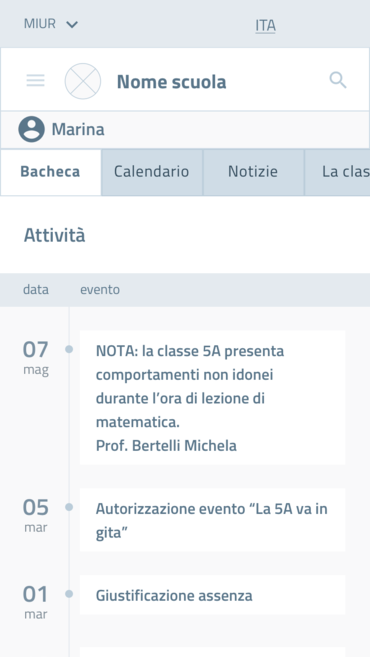 MIUR
ITA
Nome scuola
Marina
Bacheca
Calendario
Notizie
La clas
Attività
data
evento
07
mag
NOTA: la classe 5A presenta
comportamenti non idonei
durante l’ora di lezione di
matematica.
Prof. Bertelli Michela
05
mar
Autorizzazione evento “La 5A va in
gita”
01
mar
Giustificazione assenza